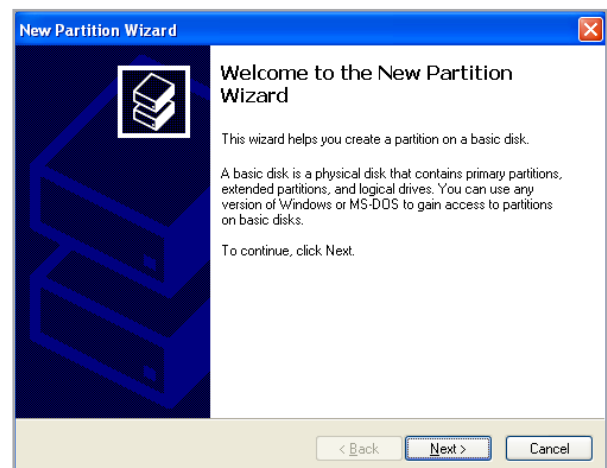 New Partition Wizard
Welcome to the New Partition
Wizard
This wizard helps you create a partition on a basic disk.
A basic disk is a physical disk that contains primary partitions,
extended partitions, and logical drives. You can use any
version of Windows or MS-DOS to gain access to partitions
on basic disks.
To continue, click Next.
< Back
Next >
Cancel